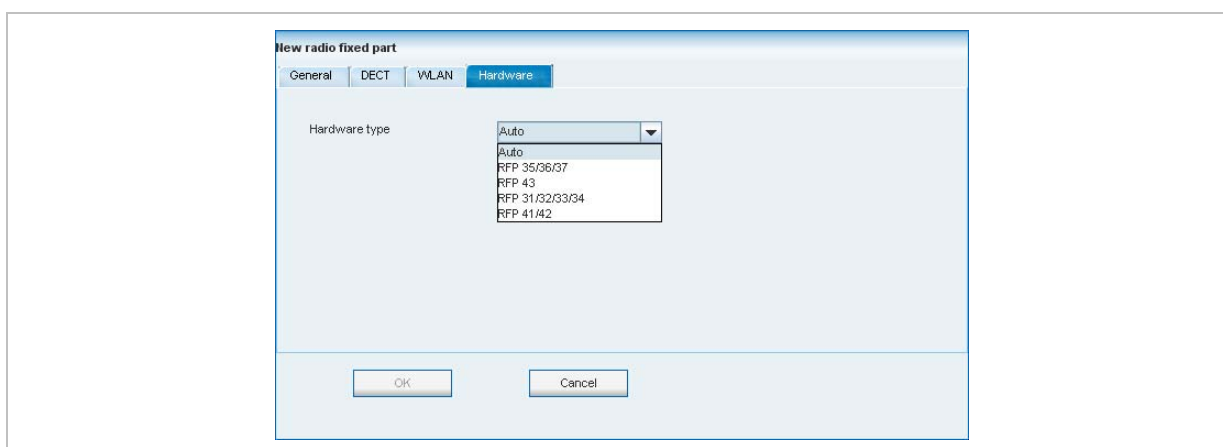 New radio fixed part
General DECT WLAN Hardware
Hardware type Auto
Auto
RFP 35/36/37
RFP 43
RFP 31/32/33/34
RFP 41/42
OK Cancel